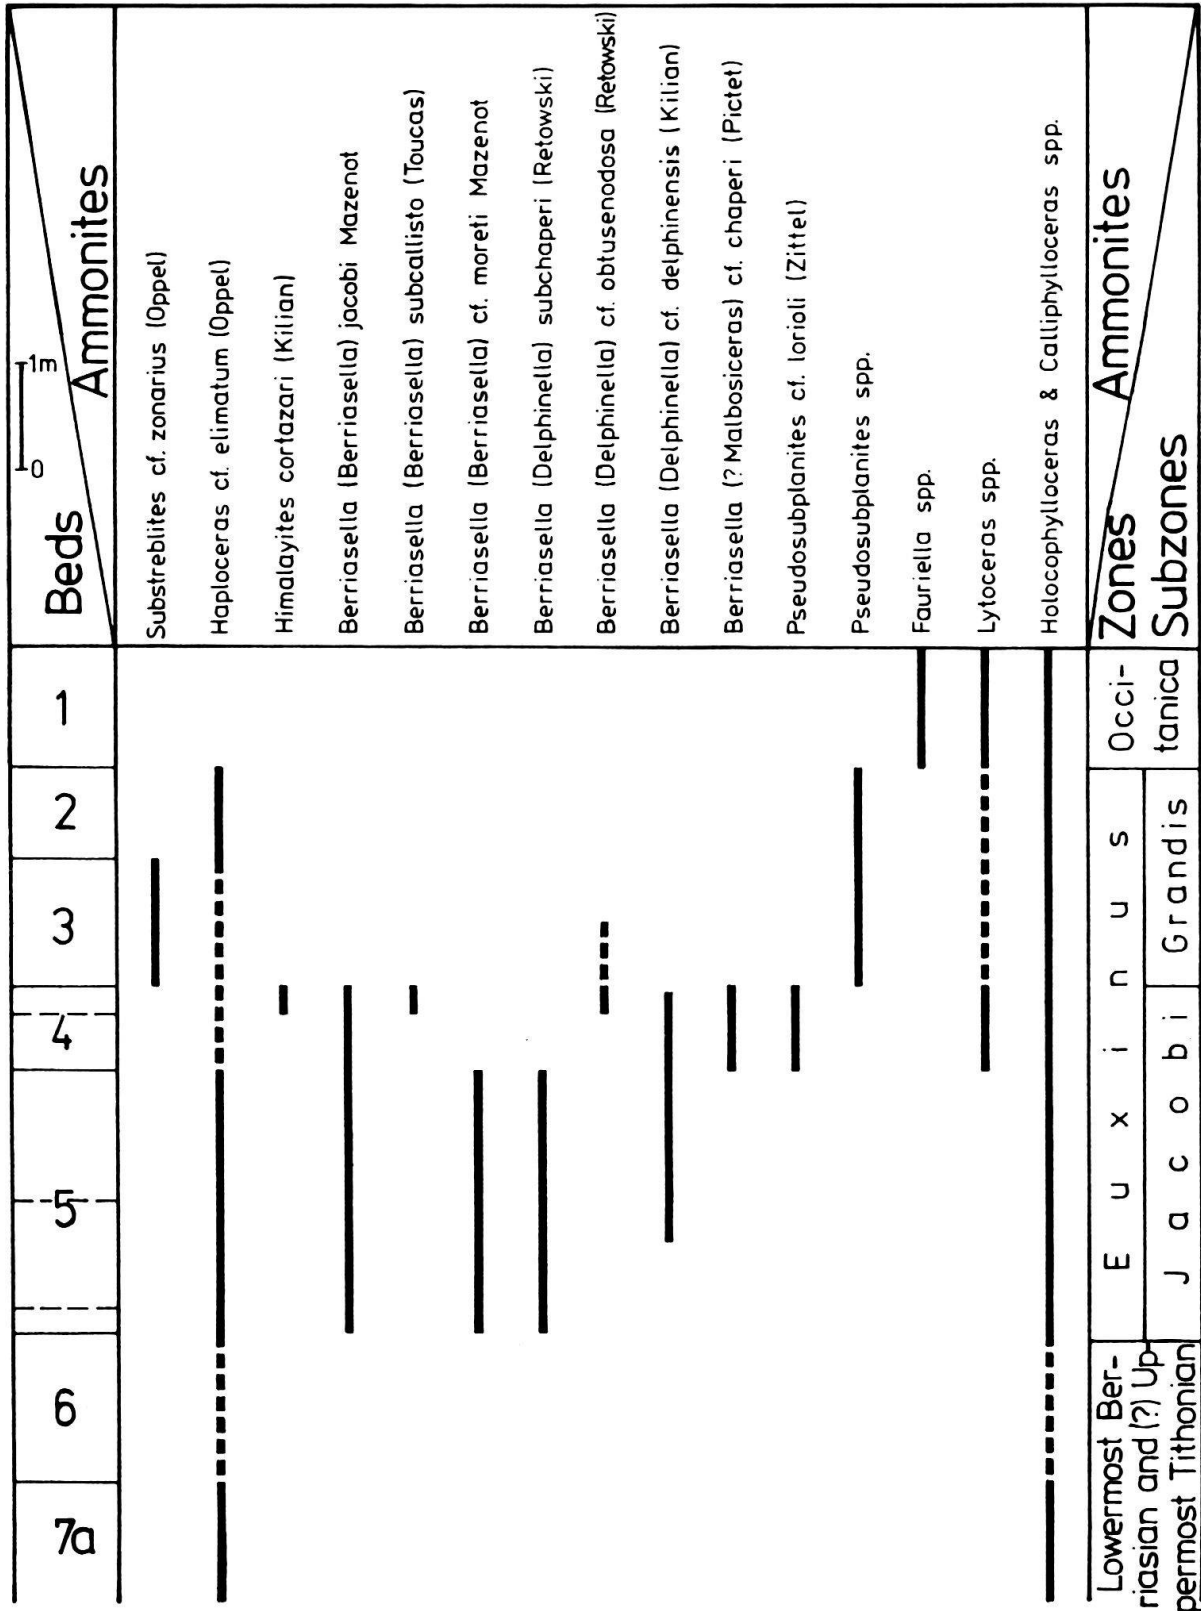 Beds
Ammonites
0
1m
Substreblites cf. zonarius (Oppel)
Haploceras cf. elimatum (Oppel)
Himalayites cortazari (Kilian)
Berriasella (Berriasella) jacobi Mazenot
Berriasella (Berriasella) subcallisto (Toucas)
Berriasella (Berriasella) cf. moreti Mazenot
Berriasella (Delphinella) subchaperi (Retowski)
Berriasella (Delphinella) cf. obtusenodosa (Retowski)
Berriasella (Delphinella) cf. delphinensis (Kilian)
Berriasella (? Malbosiceras) cf. chaperi (Pictet)
Pseudosubplanites cf. lorioli (Zittel)
Pseudosubplanites spp.
Fauriella spp.
Lytoceras spp.
Holocophylloceras & Calliphylloceras spp.
Ammonites
Zones
Subzones
1
2
3
4
5
6
7a
Occi-
tanica
Euxinus
Grandis
Jacobi
Lowermost Ber-
riasian and (?) Up-
permost Tithonian